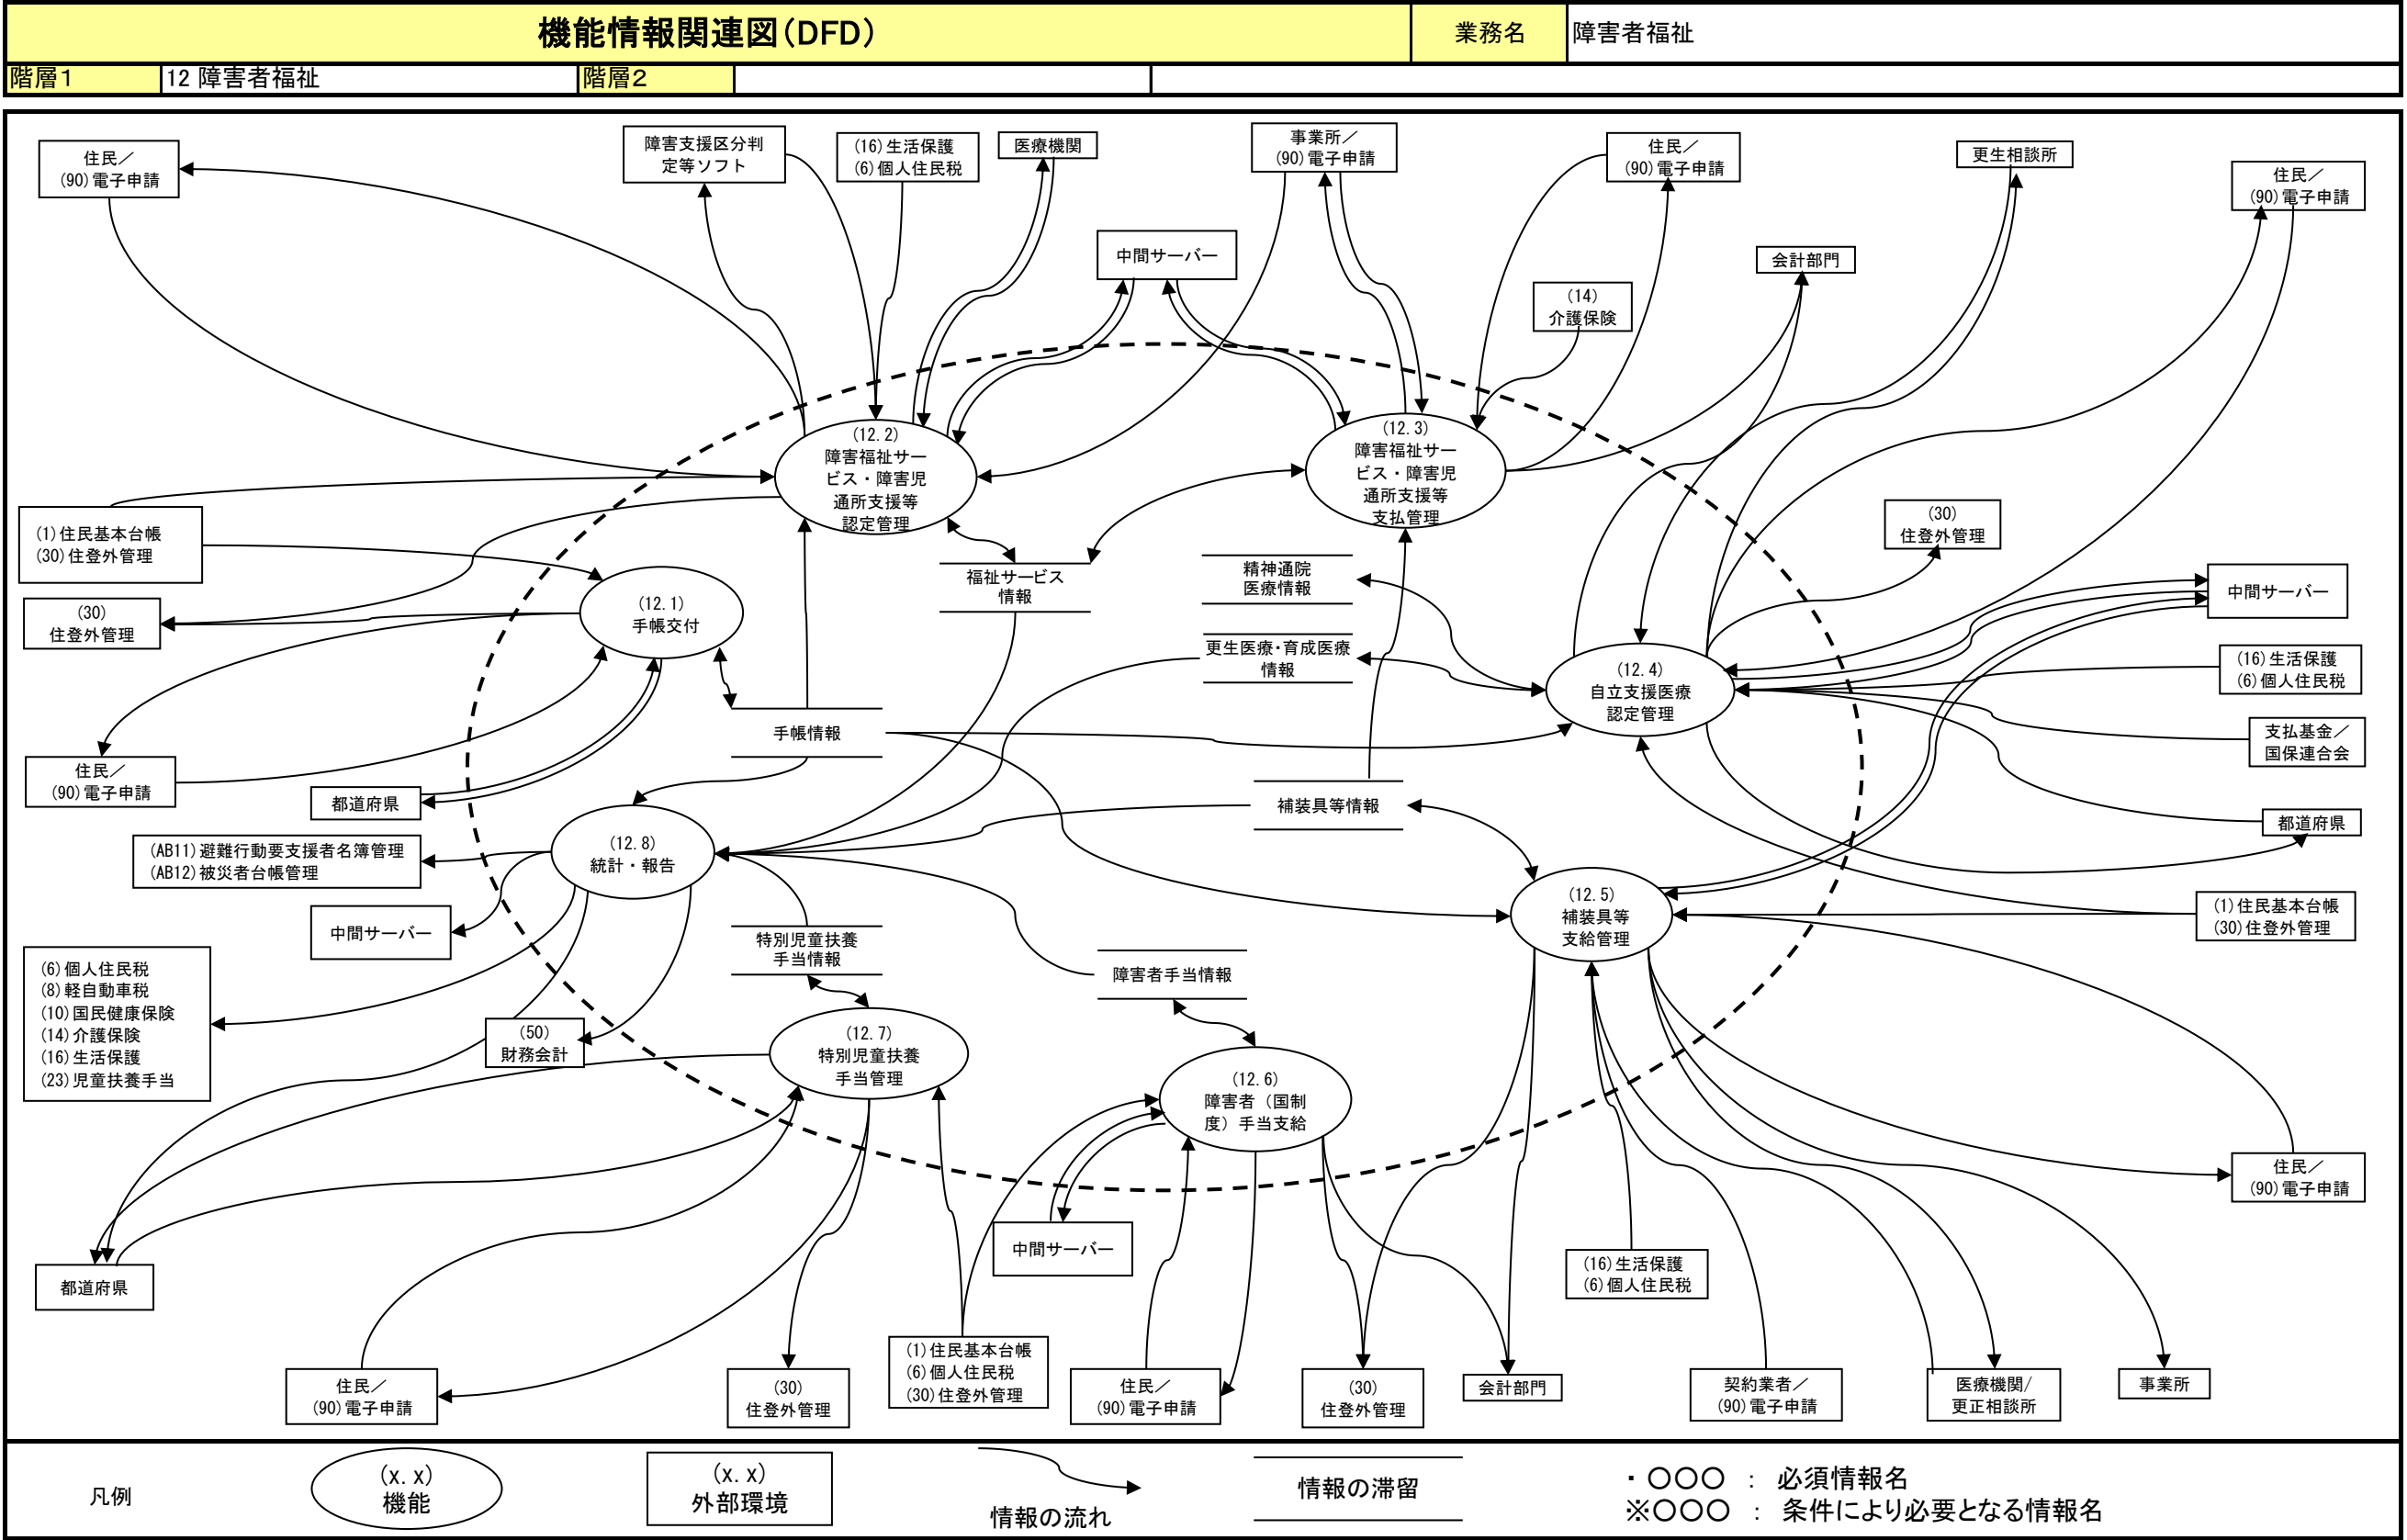 機能情報関連図（DFD）
業務名
障害者福祉
階層１
12 障害者福祉
階層２
住民／
(90)電子申請
障害支援区分判
定等ソフト
(16)生活保護
(6)個人住民税
医療機関
事業所／
(90)電子申請
住民／
(90)電子申請
更生相談所
住民／
(90)電子申請
中間サーバー
会計部門
(14)
介護保険
(12.2)
障害福祉サー
ビス・障害児
通所支援等
認定管理
(12.3)
障害福祉サー
ビス・障害児
通所支援等
支払管理
(1)住民基本台帳
(30)住登外管理
(30)
住登外管理
(30)
住登外管理
(12.1)
手帳交付
福祉サービス
情報
精神通院
医療情報
更生医療・育成医療
情報
中間サーバー
(12.4)
自立支援医療
認定管理
(16)生活保護
(6)個人住民税
手帳情報
支払基金／
国保連合会
住民／
(90)電子申請
都道府県
補装具等情報
都道府県
(AB11)避難行動要支援者名簿管理
(AB12)被災者台帳管理
(12.8)
統計・報告
中間サーバー
(12.5)
補装具等
支給管理
(1)住民基本台帳
(30)住登外管理
特別児童扶養
手当情報
障害者手当情報
(6)個人住民税
(8)軽自動車税
(10)国民健康保険
(14)介護保険
(16)生活保護
(23)児童扶養手当
(50)
財務会計
(12.7)
特別児童扶養
手当管理
(12.6)
障害者（国制
度）手当支給
住民／
(90)電子申請
都道府県
中間サーバー
(16)生活保護
(6)個人住民税
住民／
(90)電子申請
(30)
住登外管理
(1)住民基本台帳
(6)個人住民税
(30)住登外管理
住民／
(90)電子申請
(30)
住登外管理
会計部門
契約業者／
(90)電子申請
医療機関/
更正相談所
事業所
凡例
(x.x)
機能
(x.x)
外部環境
情報の流れ
情報の滞留
・〇〇〇 ： 必須情報名
※〇〇〇 ： 条件により必要となる情報名